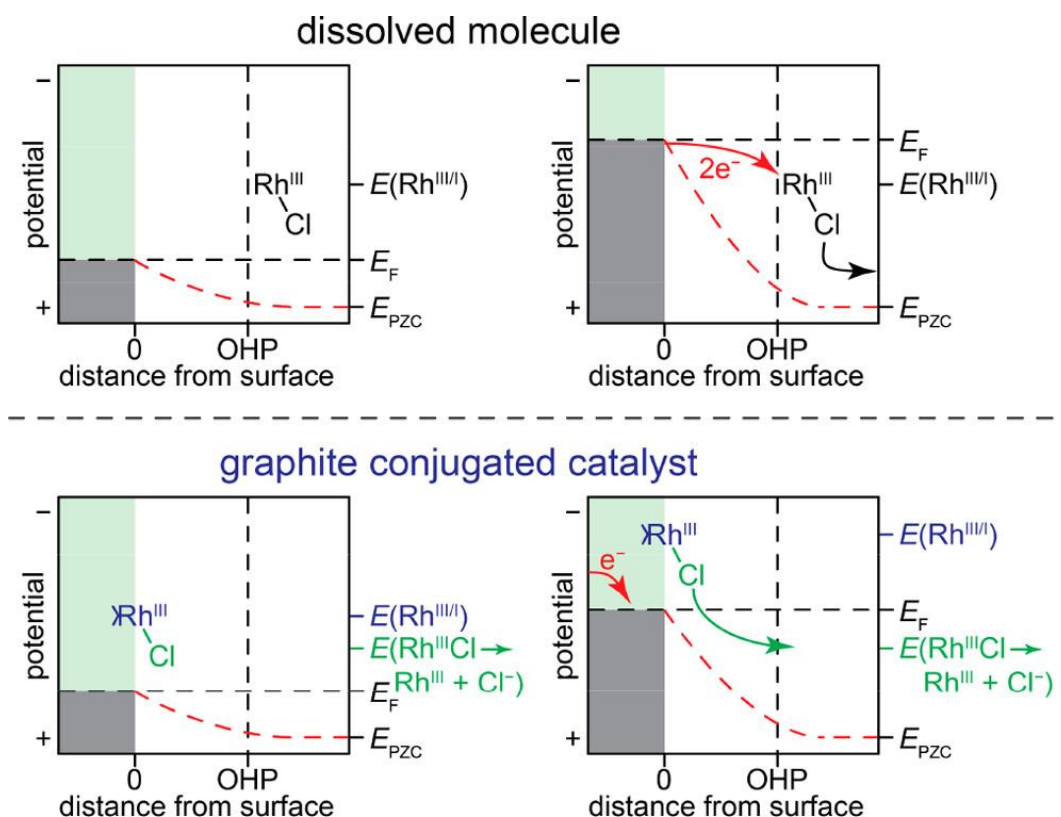 dissolved molecule
−
potential
+
Rh^III
Cl
E(Rh^III/I)
E_F
E_PZC
0
OHP
distance from surface
−
potential
+
2e⁻
Rh^III
Cl
E_F
E(Rh^III/I)
E_PZC
0
OHP
distance from surface
graphite conjugated catalyst
−
potential
+
Rh^III
Cl
E(Rh^III/I)
E(Rh^IIICl→
Rh^III + Cl⁻)
E_F
E_PZC
0
OHP
distance from surface
−
potential
+
e⁻
Rh^III
Cl
E(Rh^III/I)
E_F
E(Rh^IIICl→
Rh^III + Cl⁻)
E_PZC
0
OHP
distance from surface